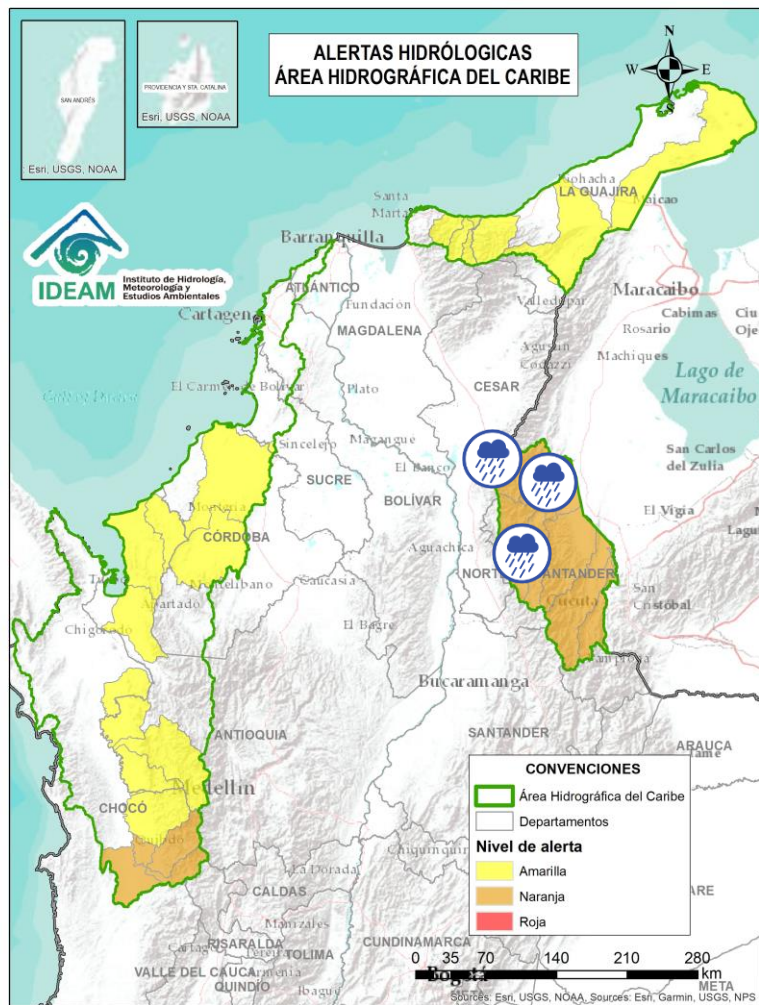 ALERTAS HIDRÓLOGICAS
ÁREA HIDROGRÁFICA DEL CARIBE
SAN ANDRÉS
Esri, USGS, NOAA
PROVIDENCIA Y STA. CATALINA
Esri, USGS, NOAA
N
W
E
S
IDEAM
Instituto de Hidrología,
Meteorología y
Estudios Ambientales
Santa
Marta
LA GUAJIRA
Maicao
Barranquilla
ATLÁNTICO
Cartagena
Fundación
MAGDALENA
Valledupar
Maracaibo
Cabimas
Rosario
Machiques
Agustín
Codazzi
CESAR
Lago de
Maracaibo
El Carmen de Bolívar
Plato
Sincelejo
Magangué
El Banco
SUCRE
BOLÍVAR
San Carlos
del Zulia
El Vigía
Montería
CÓRDOBA
Montelíbano
Aguachica
Caucasia
SANTANDER
San
Cristóbal
Cúcuta
Pamplona
Apartadó
Chigorodó
El Bagre
Bucaramanga
ANTIOQUIA
SANTANDER
ARAUCA
Medellín
CHOCÓ
Quibdó
La Dorada
CALDAS
Manizales
RISARALDA
TOLIMA
CUNDINAMARCA
VALLE DEL CAUCA
Armenia
QUINDÍO
Ibagué
Bogotá
META
CONVENCIONES
Área Hidrográfica del Caribe
Departamentos
Nivel de alerta
Amarilla
Naranja
Roja
0 35 70 140 210 280
km
Sources: Esri, USGS, NOAA, Sources: Esri, Garmin, USGS, NPS